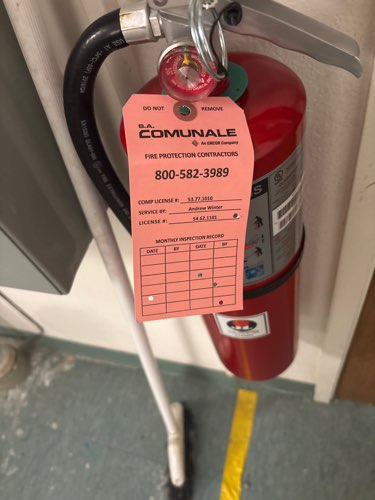 DO NOT REMOVE
S.A.
COMUNALE
An EMCOR Company
FIRE PROTECTION CONTRACTORS
800-582-3989
COMP LICENSE #: 53.77.1010
SERVICE BY: Andrew Winter
LICENSE #: 54.62.1101
MONTHLY INSPECTION RECORD
DATE BY DATE BY